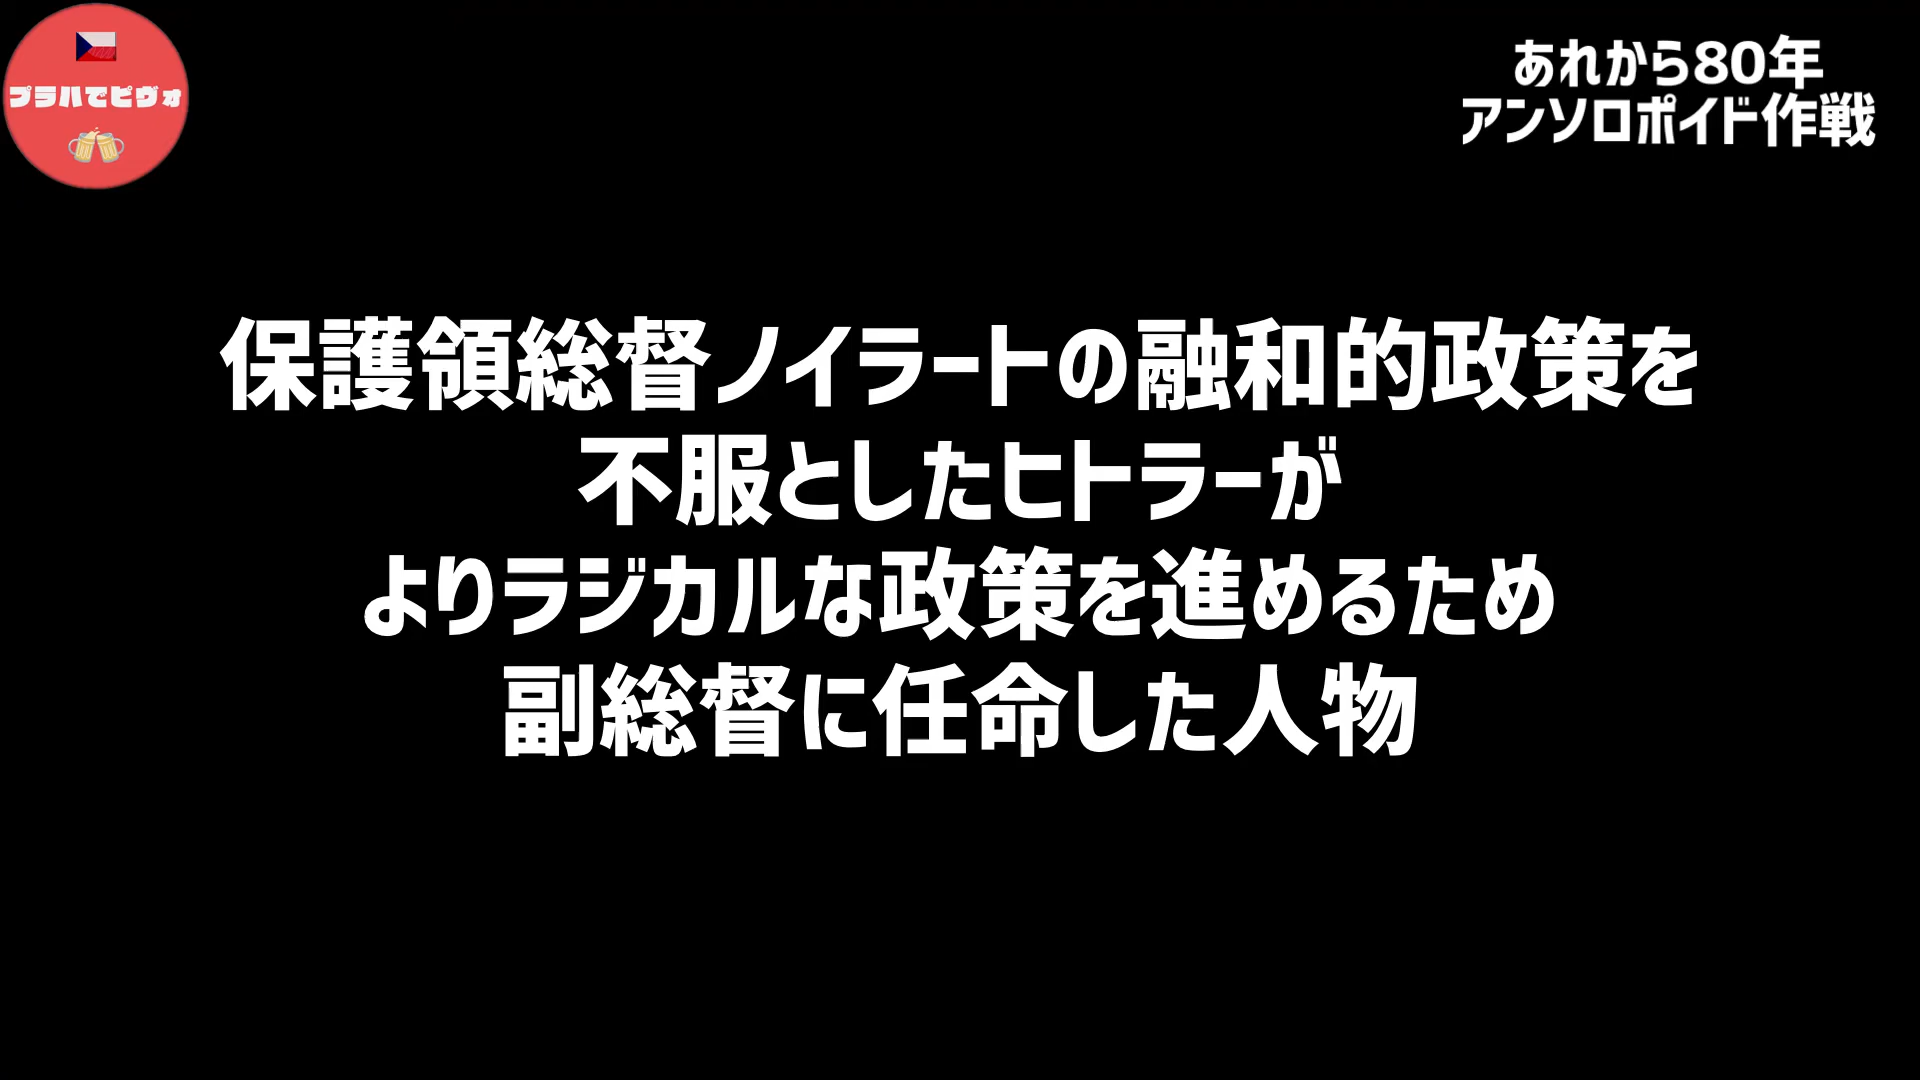 プラハでピヴォ
あれから80年
アンソロポイド作戦
保護領総督ノイラートの融和的政策を
不服としたヒトラーが
よりラジカルな政策を進めるため
副総督に任命した人物